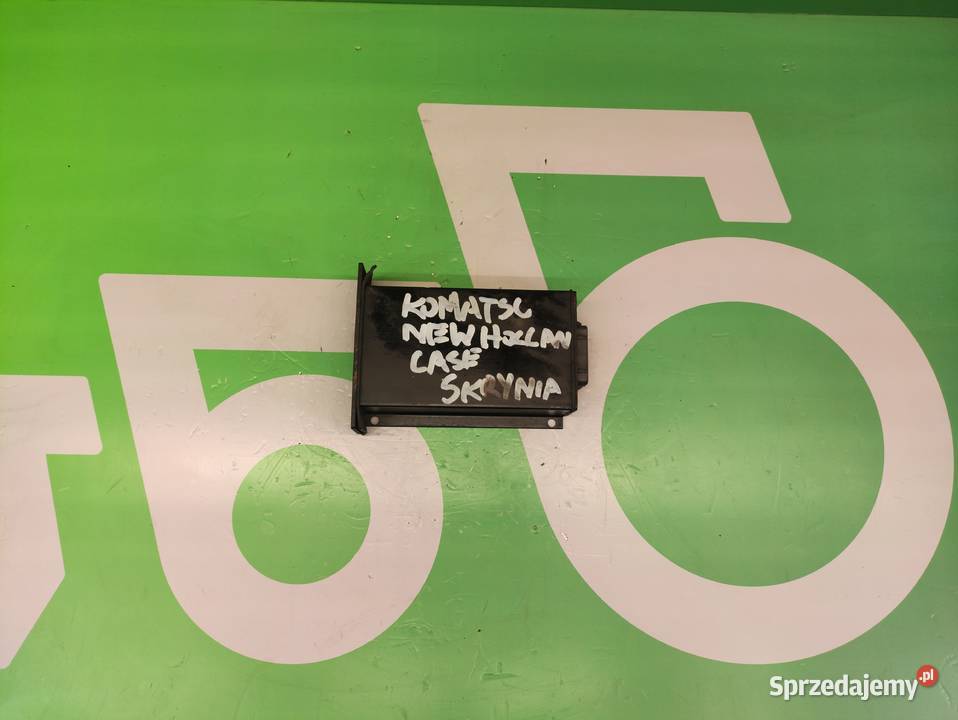 KOMATSU
NEW HOLLAN
CASE
SKRYNIA
Sprzedajemy.pl